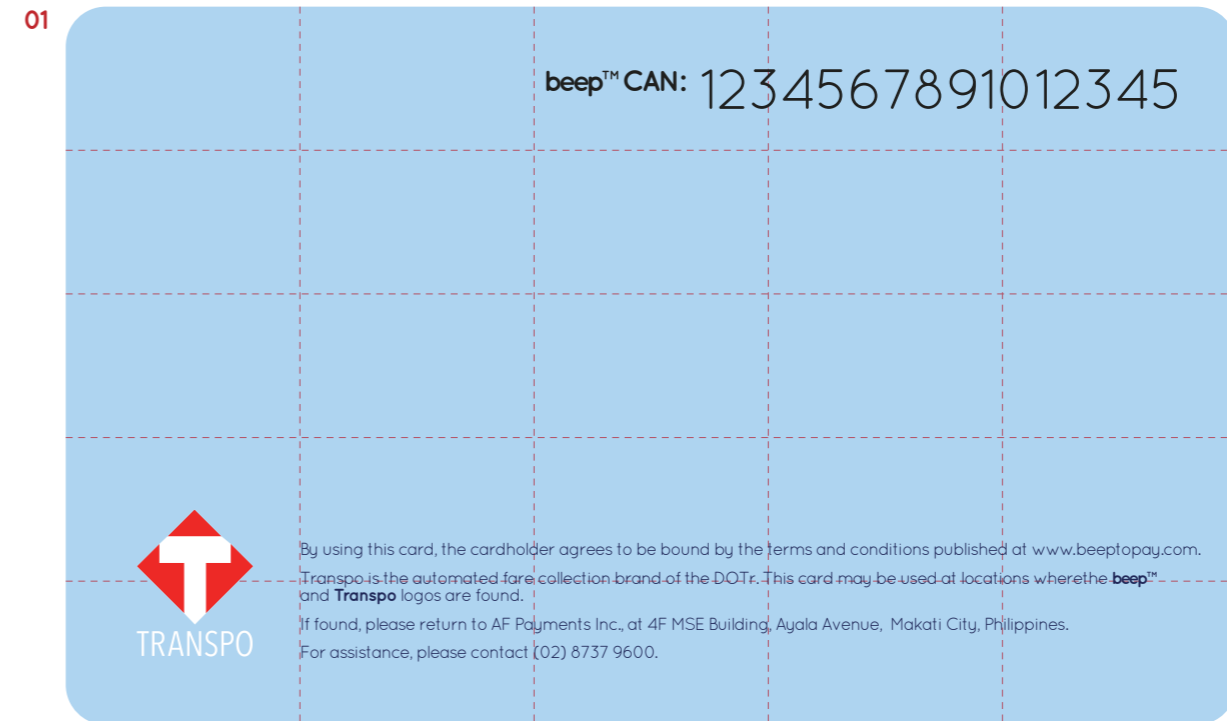 01
beep™ CAN: 1234567891012345
By using this card, the cardholder agrees to be bound by the terms and conditions published at www.beeptopay.com.
Transpo is the automated fare collection brand of the DOTr. This card may be used at locations wherethe beep™
and Transpo logos are found.
If found, please return to AF Payments Inc., at 4F MSE Building, Ayala Avenue, Makati City, Philippines.
For assistance, please contact (02) 8737 9600.
T
TRANSPO